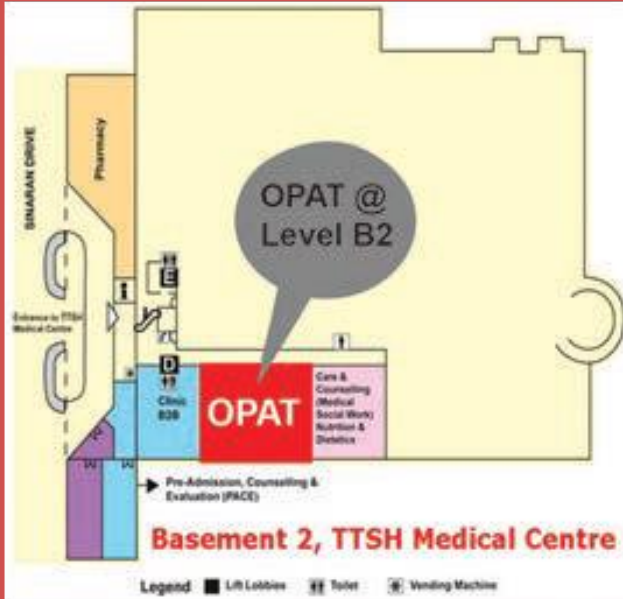 SINARAN DRIVE
Pharmacy
OPAT @
Level B2
E
i
Entrance to TTSH
Medical Centre
D
Clinic
B2B
OPAT
Care &
Counselling
(Medical
Social Work)
Nutrition &
Dietetics
Pre-Admission, Counselling &
Evaluation (PACE)
Basement 2, TTSH Medical Centre
Legend Lift Lobbies Toilet Vending Machine